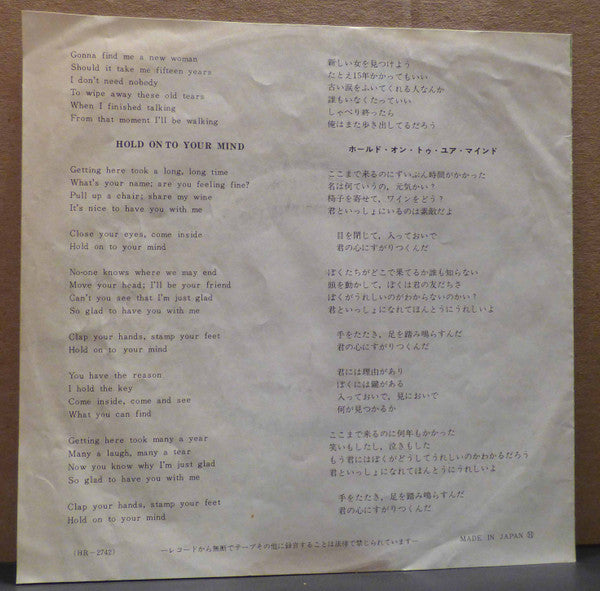 Gonna find me a new woman
Should it take me fifteen years
I don't need nobody
To wipe away these old tears
When I finished talking
From that moment I'll be walking
HOLD ON TO YOUR MIND
Getting here took a long, long time
What's your name; are you feeling fine?
Pull up a chair; share my wine
It's nice to have you with me
Close your eyes, come inside
Hold on to your mind
No-one knows where we may end
Move your head; I'll be your friend
Can't you see that I'm just glad
So glad to have you with me
Clap your hands, stamp your feet
Hold on to your mind
You have the reason
I hold the key
Come inside, come and see
What you can find
Getting here took many a year
Many a laugh, many a tear
Now you know why I'm just glad
So glad to have you with me
Clap your hands, stamp your feet
Hold on to your mind
新しい女を見つけよう
たとえ15年かかってもいい
古い涙をふいてくれる人なんか
誰もいなくたっていい
しゃべり終ったら
俺はまた歩き出してるだろう
ホールド・オン・トゥ・ユア・マインド
ここまで来るのにずいぶん時間がかかった
名は何ていうの，元気かい？
椅子を寄せて，ワインをどう？
君といっしょにいるのは素敵だよ
目を閉じて，入っておいで
君の心にすがりつくんだ
ぼくたちがどこで果てるか誰も知らない
頭を動かして，ぼくは君の友だちさ
ぼくがうれしいのがわからないのかい？
君といっしょになれてほんとうにうれしいよ
手をたたき，足を踏み鳴らすんだ
君の心にすがりつくんだ
君には理由があり
ぼくには鍵がある
入っておいで，見においで
何が見つかるか
ここまで来るのに何年もかかった
笑いもしたし，泣きもした
もう君にはぼくがどうしてうれしいのかわかるだろう
君といっしょになれてほんとうにうれしいよ
手をたたき，足を踏み鳴らすんだ
君の心にすがりつくんだ
(HR－2742)
―レコードから無断でテープその他に録音することは法律で禁じられています―
MADE IN JAPAN